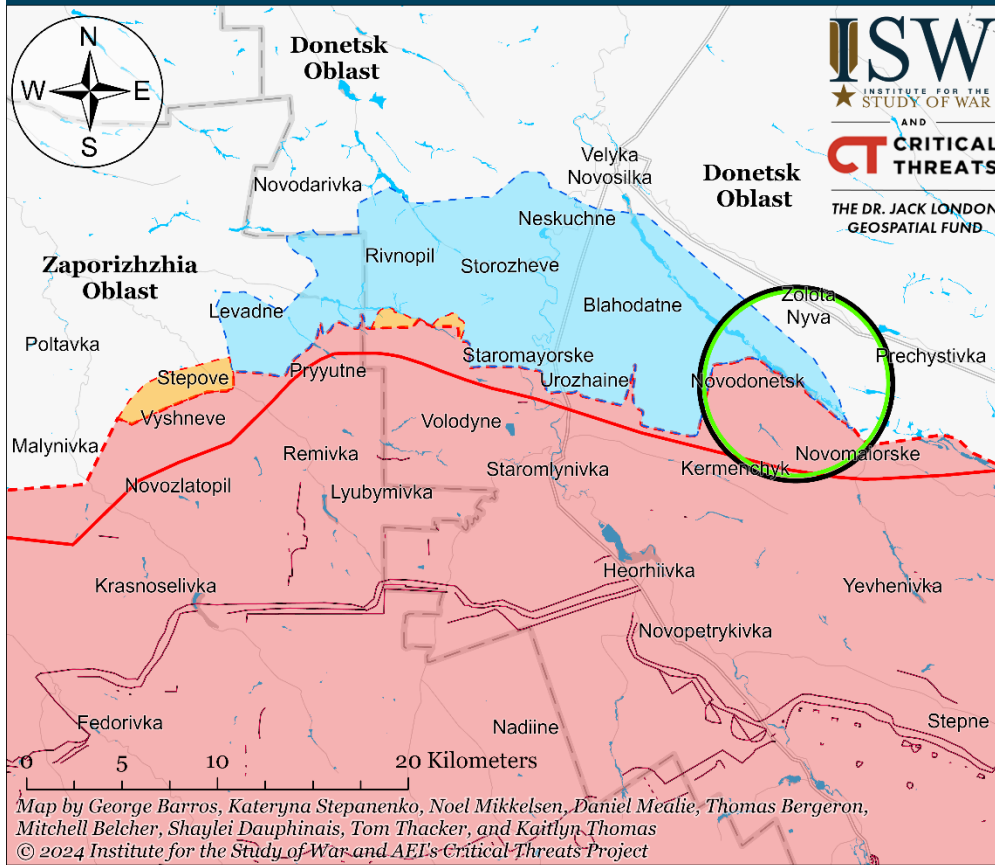 N
W E
S
Donetsk
Oblast
ISW
INSTITUTE FOR THE
STUDY OF WAR
AND
CT CRITICAL
THREATS
THE DR. JACK LONDON
GEOSPATIAL FUND
Velyka
Novosilka
Donetsk
Oblast
Novodarivka
Neskuchne
Rivnopil
Storozheve
Zaporizhzhia
Oblast
Levadne
Blahodatne
Zolota
Nyva
Poltavka
Prechystivka
Staromayorske
Pryyutne
Stepove
Urozhaine
Novodonetsk
Vyshneve
Volodyne
Malynivka
Remivka
Novomaiorske
Staromlynivka
Kermenchyk
Novozlatopil
Lyubymivka
Heorhiivka
Krasnoselivka
Yevhenivka
Novopetrykivka
Fedorivka
Nadiine
Stepne
0 5 10 20 Kilometers
Map by George Barros, Kateryna Stepanenko, Noel Mikkelsen, Daniel Mealie, Thomas Bergeron,
Mitchell Belcher, Shaylei Dauphinais, Tom Thacker, and Kaitlyn Thomas
© 2024 Institute for the Study of War and AEI's Critical Threats Project